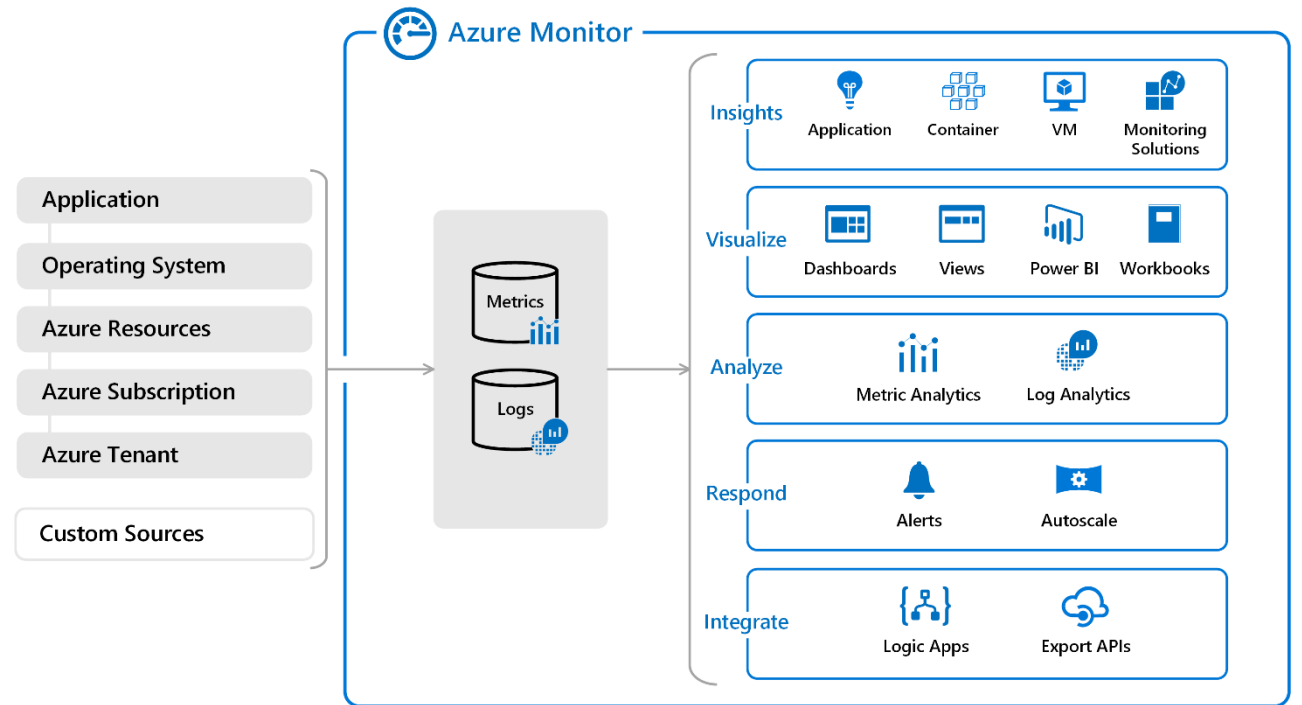 Azure Monitor
Application
Operating System
Azure Resources
Azure Subscription
Azure Tenant
Custom Sources
Metrics
Logs
Insights
Application
Container
VM
Monitoring
Solutions
Visualize
Dashboards
Views
Power BI
Workbooks
Analyze
Metric Analytics
Log Analytics
Respond
Alerts
Autoscale
Integrate
Logic Apps
Export APIs